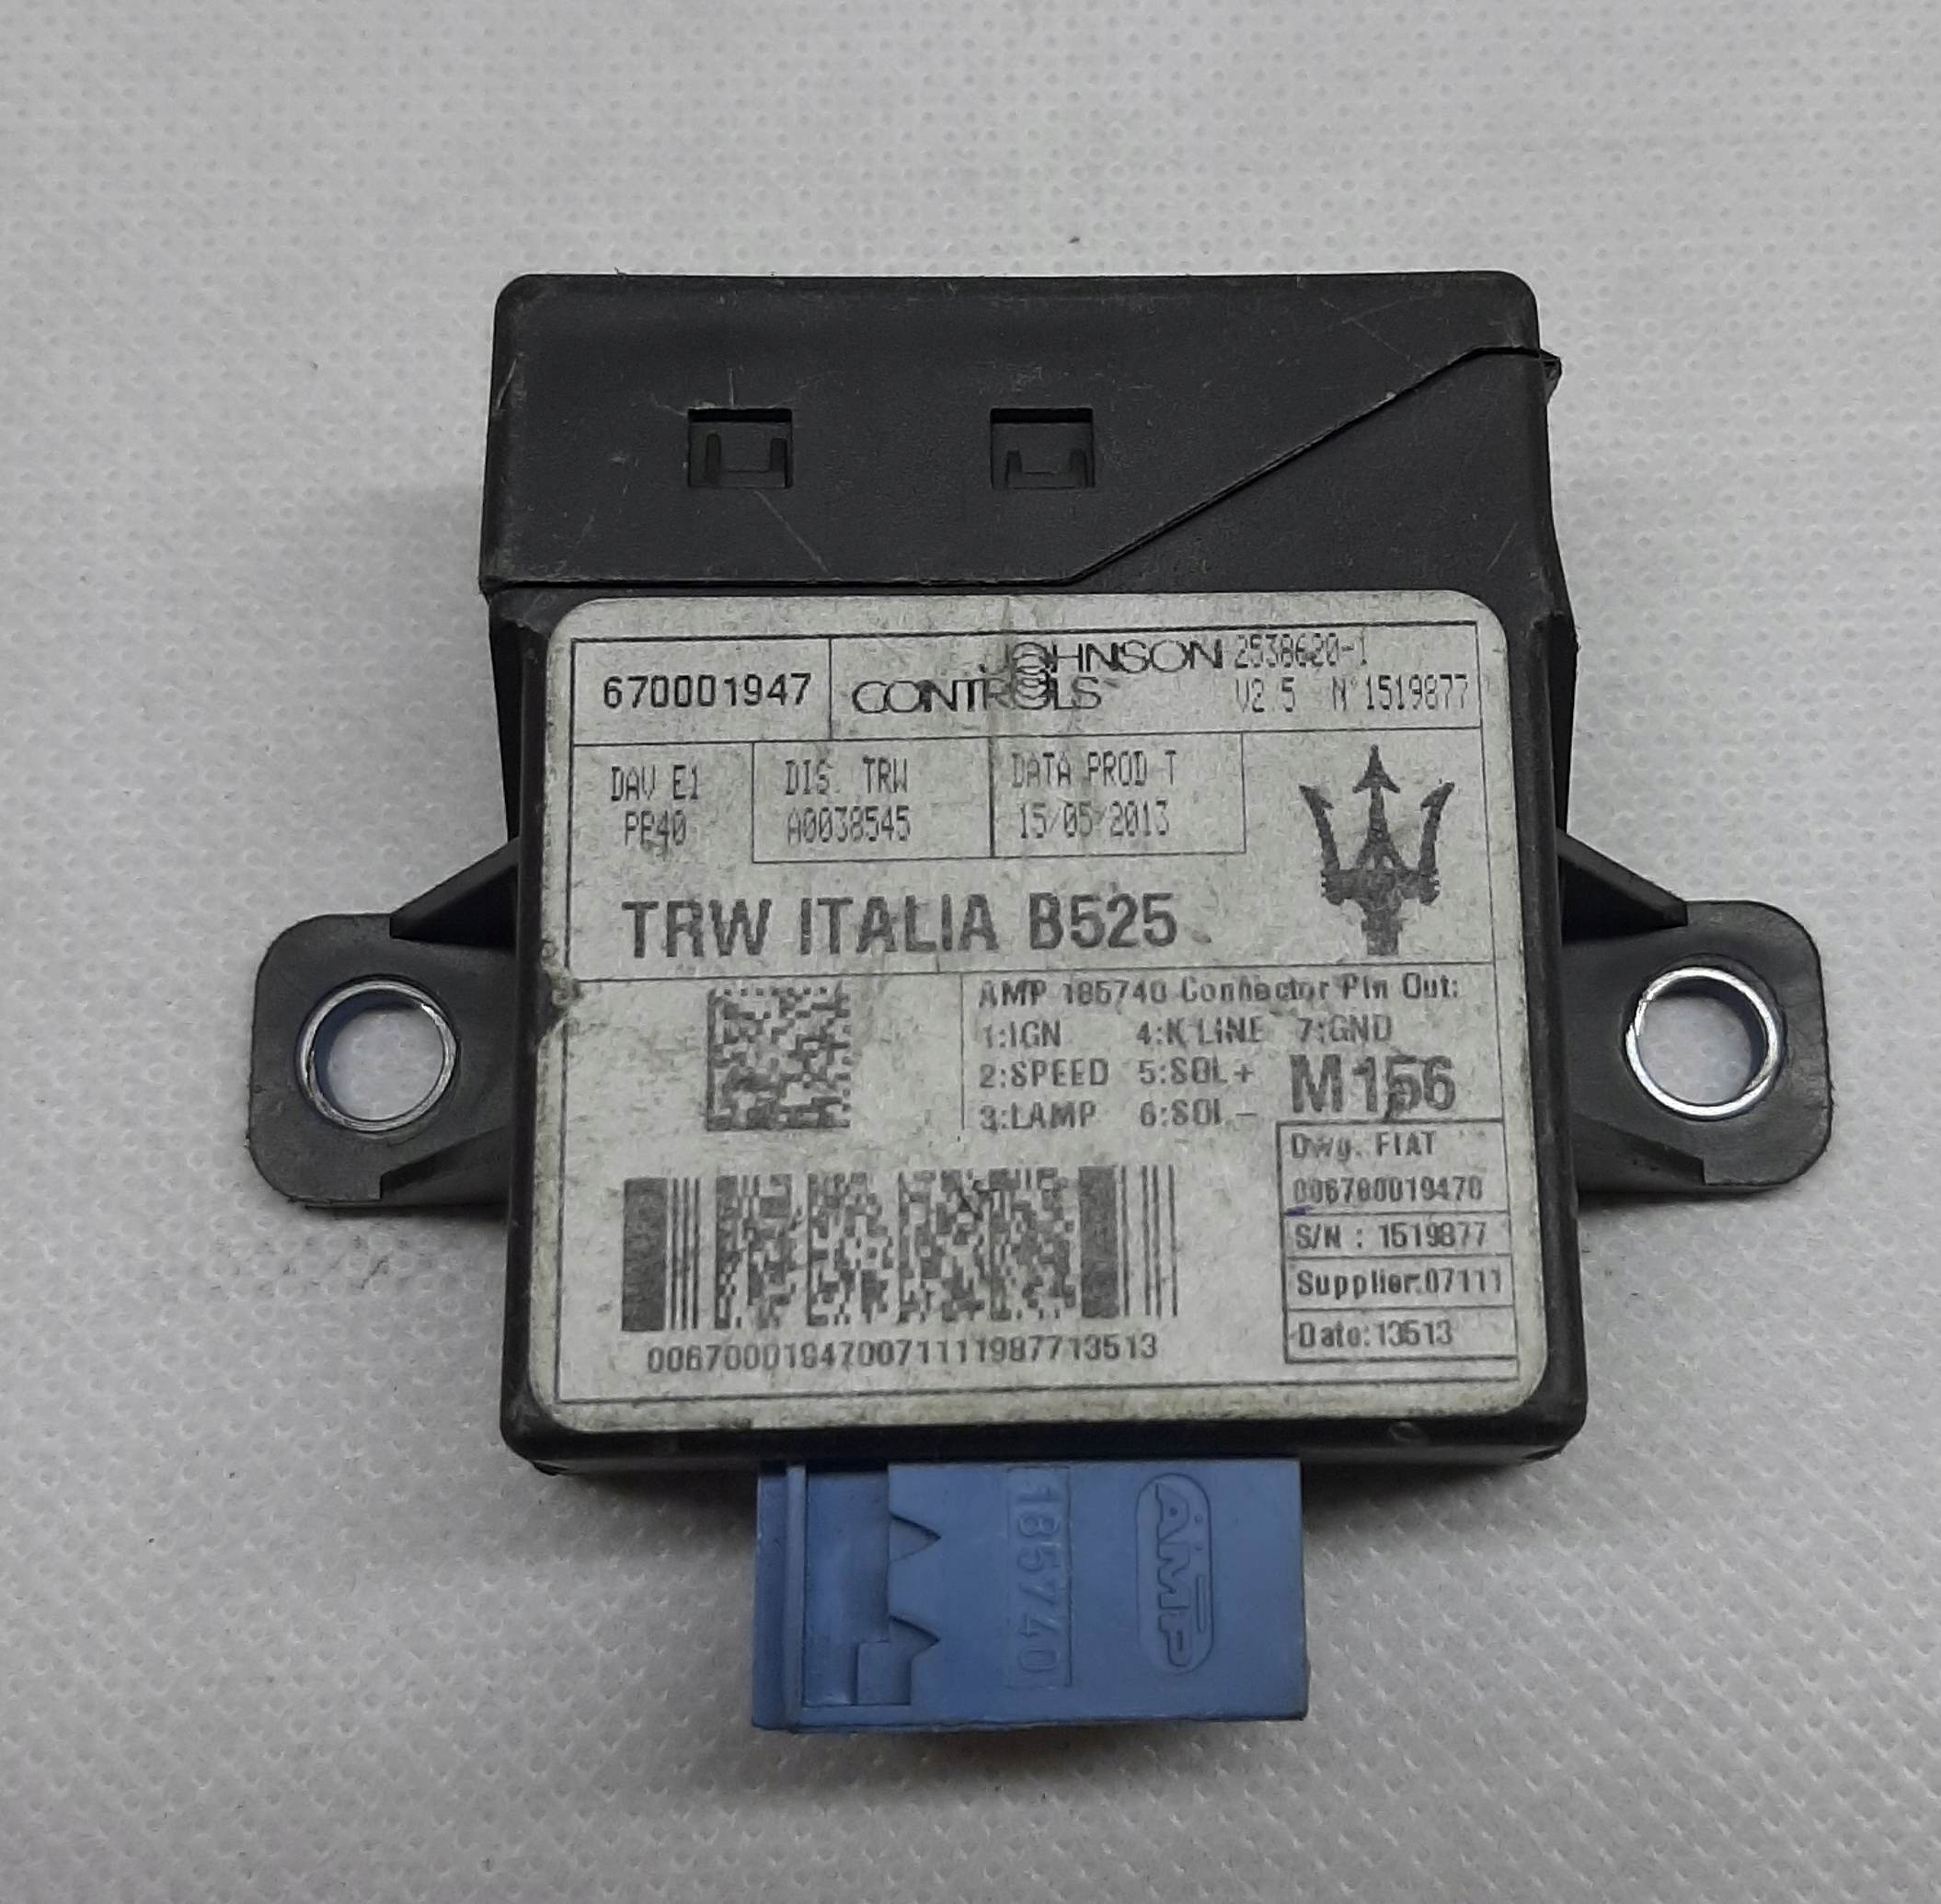 670001947
JOHNSON CONTROLS
2538620-1
V2.5 N°1519877
DAV E1
PP40
DIS. TRW
A0038545
DATA PROD T
15/05/2013
TRW ITALIA B525
AMP 185740 Connector Pin Out:
1:IGN 4:K LINE 7:GND
2:SPEED 5:SOL+
3:LAMP 6:SOL-
M156
Dwg. FIAT
006700019470
S/N : 1519877
Supplier:07111
Date:13513
006700019470071111987713513
185740
AMP